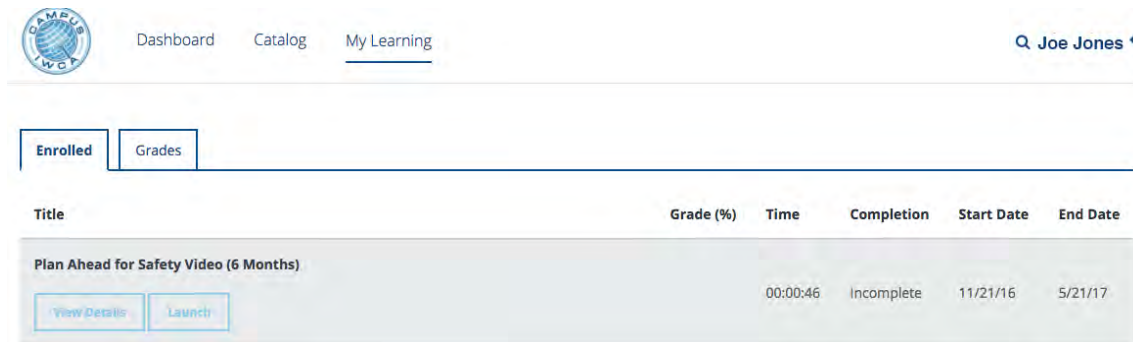 CAMPUS
IWCA
Dashboard Catalog My Learning
Joe Jones
Enrolled Grades
Title Grade (%) Time Completion Start Date End Date
Plan Ahead for Safety Video (6 Months)
00:00:46 Incomplete 11/21/16 5/21/17
View Details Launch